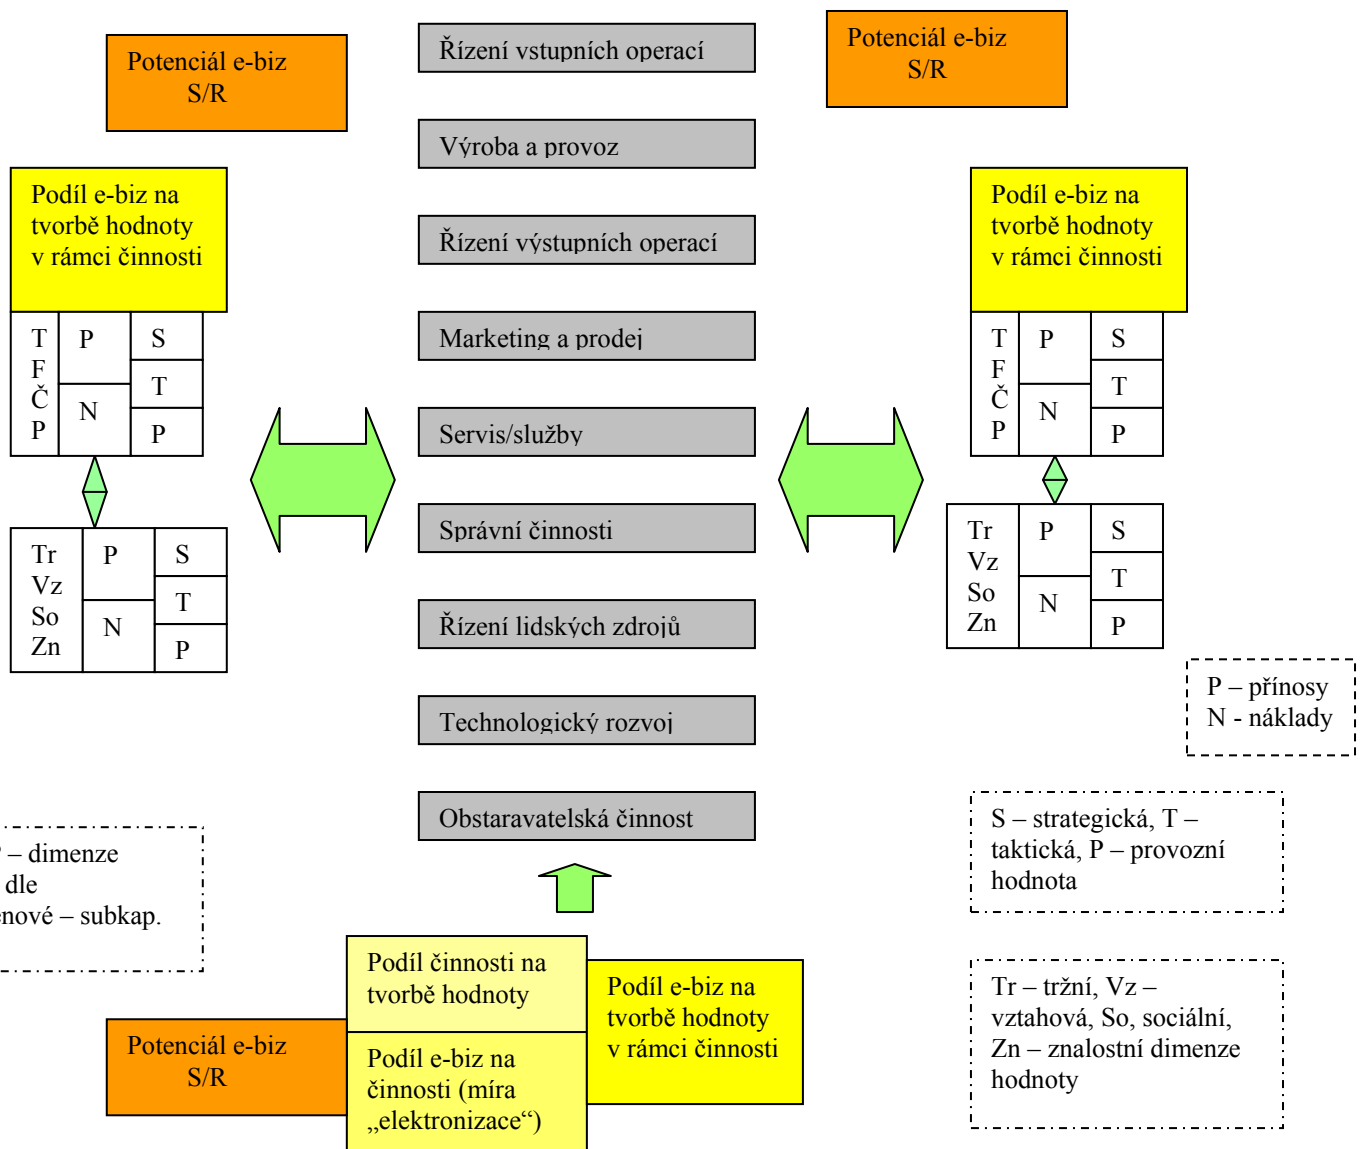 Potenciál e-biz
S/R
Řízení vstupních operací
Potenciál e-biz
S/R
Výroba a provoz
Podíl e-biz na
tvorbě hodnoty
v rámci činnosti
Řízení výstupních operací
Podíl e-biz na
tvorbě hodnoty
v rámci činnosti
T
F
Č
P
P
N
S
T
P
Marketing a prodej
T
F
Č
P
P
N
S
T
P
Servis/služby
Správní činnosti
Tr
Vz
So
Zn
P
N
S
T
P
Řízení lidských zdrojů
Tr
Vz
So
Zn
P
N
S
T
P
P – přínosy
N - náklady
Technologický rozvoj
Obstaravatelská činnost
S – strategická, T –
taktická, P – provozní
hodnota
– dimenze
dle
– subkap.
Podíl činnosti na
tvorbě hodnoty
Podíl e-biz na
tvorbě hodnoty
v rámci činnosti
Tr – tržní, Vz –
vztahová, So, sociální,
Zn – znalostní dimenze
hodnoty
Potenciál e-biz
S/R
Podíl e-biz na
činnosti (míra
„elektronizace“)